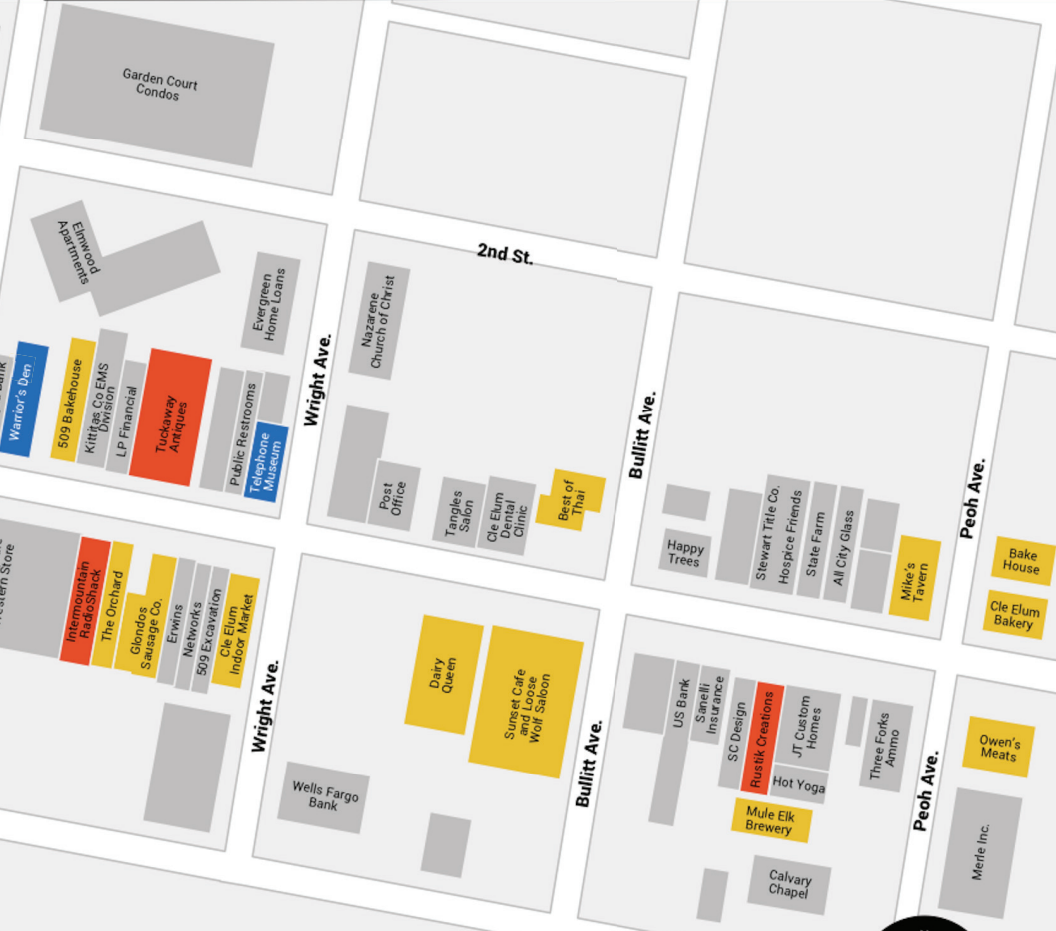 Garden Court
Condos
2nd St.
Elmwood
Apartments
Evergreen
Home Loans
Nazarene
Church of Christ
Wright Ave.
Bullitt Ave.
Peoh Ave.
Bank
Warrior's Den
509 Bakehouse
Kittitas Co EMS
Division
LP Financial
Tuckaway
Antiques
Public Restrooms
Telephone
Museum
Post
Office
Tangles
Salon
Cle Elum
Dental
Clinic
Best of
Thai
Happy
Trees
Stewart Title Co.
Hospice Friends
State Farm
All City Glass
Mike's
Tavern
Bake
House
Cle Elum
Bakery
estern Store
Intermountain
RadioShack
The Orchard
Glondos
Sausage Co.
Erwins
Networks
509 Excavation
Cle Elum
Indoor Market
Wright Ave.
Dairy
Queen
Sunset Cafe
and Loose
Wolf Saloon
Wells Fargo
Bank
Bullitt Ave.
US Bank
Sanelli
Insurance
SC Design
Rustik Creations
JT Custom
Homes
Hot Yoga
Three Forks
Ammo
Mule Elk
Brewery
Calvary
Chapel
Peoh Ave.
Owen's
Meats
Merle Inc.